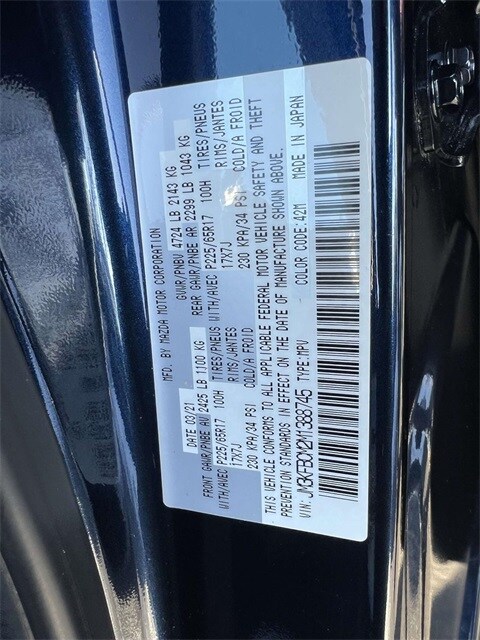 MFD. BY MAZDA MOTOR CORPORATION
DATE 03/21 GVWR/PNBV 4724 LB 2143 KG
FRONT GAWR/PNBE AV 2425 LB 1100 KG REAR GAWR/PNBE AR 2299 LB 1043 KG
WITH/AVEC P225/65R17 100H TIRES/PNEUS WITH/AVEC P225/65R17 100H TIRES/PNEUS
17X7J RIMS/JANTES 17X7J RIMS/JANTES
230 KPA/34 PSI COLD/A FROID 230 KPA/34 PSI COLD/A FROID
THIS VEHICLE CONFORMS TO ALL APPLICABLE FEDERAL MOTOR VEHICLE SAFETY AND THEFT
PREVENTION STANDARDS IN EFFECT ON THE DATE OF MANUFACTURE SHOWN ABOVE.
VIN: JM3KFBCM2M1388745 TYPE:MPV COLOR CODE:42M MADE IN JAPAN